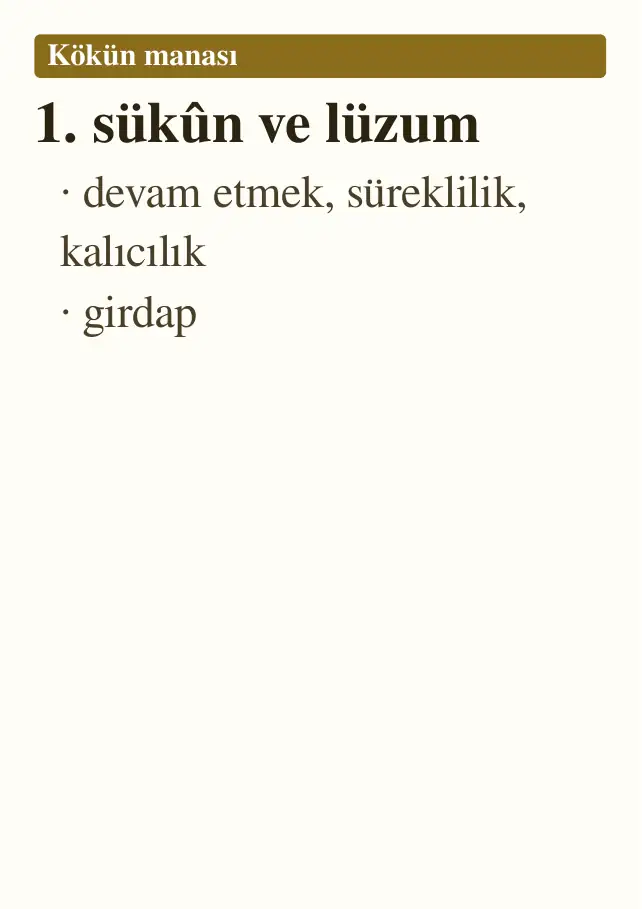 Kökün manası
1. sükûn ve lüzum
· devam etmek, süreklilik,
kalıcılık
· girdap